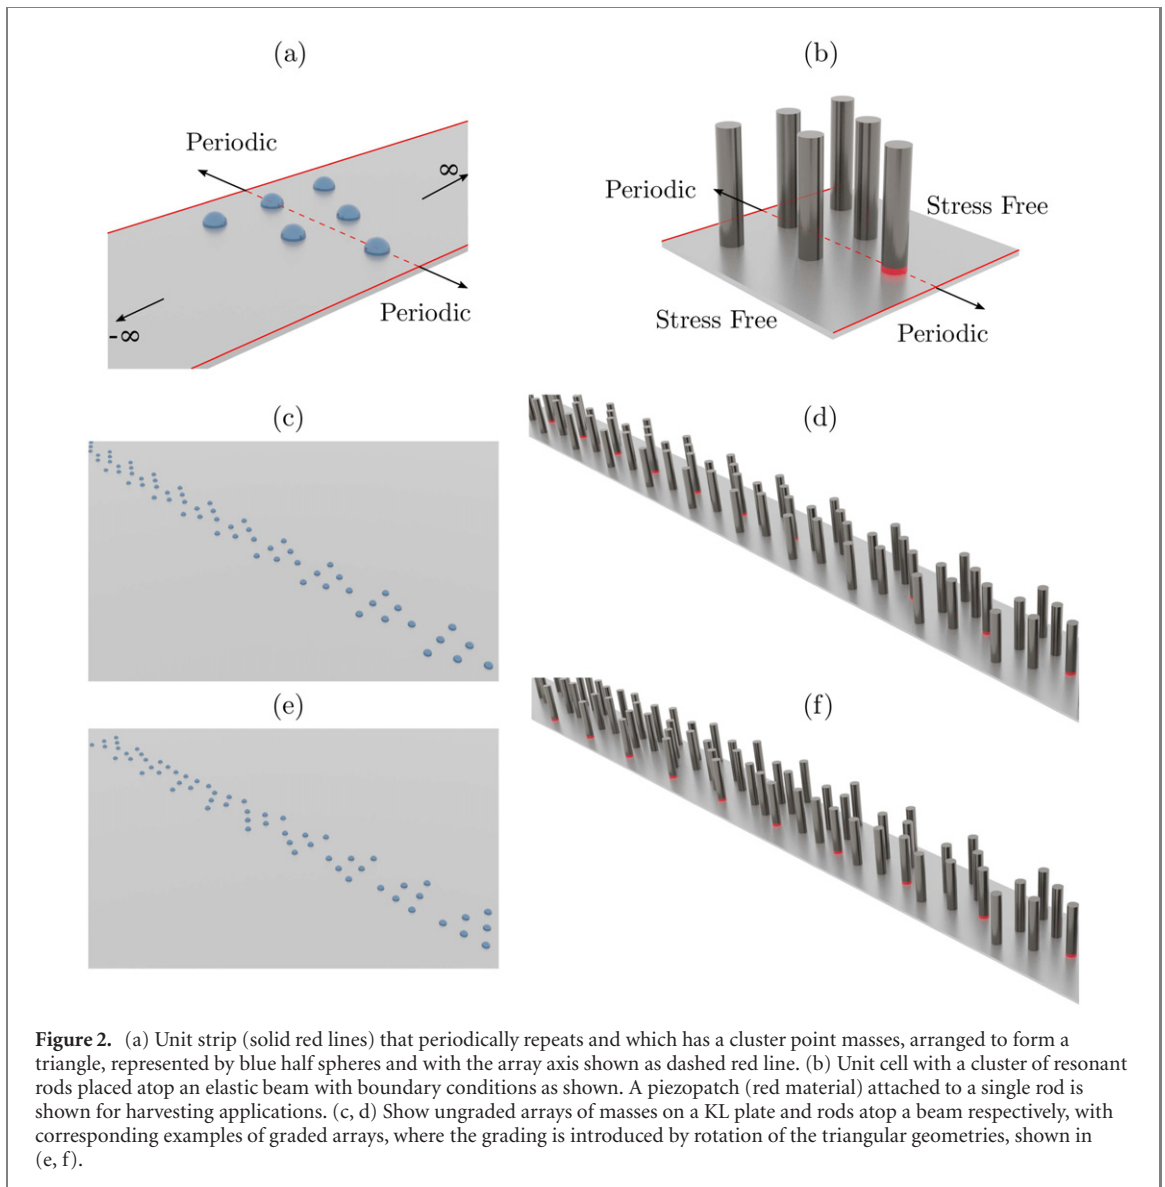 (a)
(b)
Periodic
∞
Periodic
-∞
Periodic
Stress Free
Stress Free
Periodic
(c)
(d)
(e)
(f)
Figure 2. (a) Unit strip (solid red lines) that periodically repeats and which has a cluster point masses, arranged to form a
triangle, represented by blue half spheres and with the array axis shown as dashed red line. (b) Unit cell with a cluster of resonant
rods placed atop an elastic beam with boundary conditions as shown. A piezopatch (red material) attached to a single rod is
shown for harvesting applications. (c, d) Show ungraded arrays of masses on a KL plate and rods atop a beam respectively, with
corresponding examples of graded arrays, where the grading is introduced by rotation of the triangular geometries, shown in
(e, f).